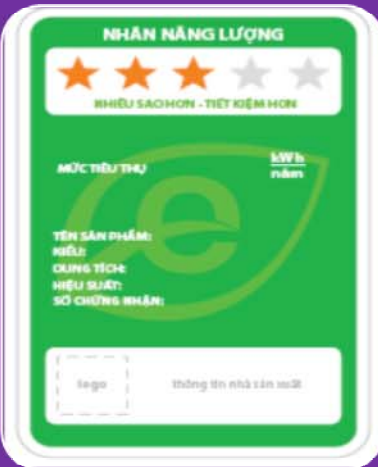 NHÃN NĂNG LƯỢNG
NHIỀU SAO HƠN - TIẾT KIỆM HƠN
MỨC TIÊU THỤ
kWh
năm
TÊN SẢN PHẨM:
KIỂU:
DUNG TÍCH:
HIỆU SUẤT:
SỐ CHỨNG NHẬN:
logo
thông tin nhà sản xuất